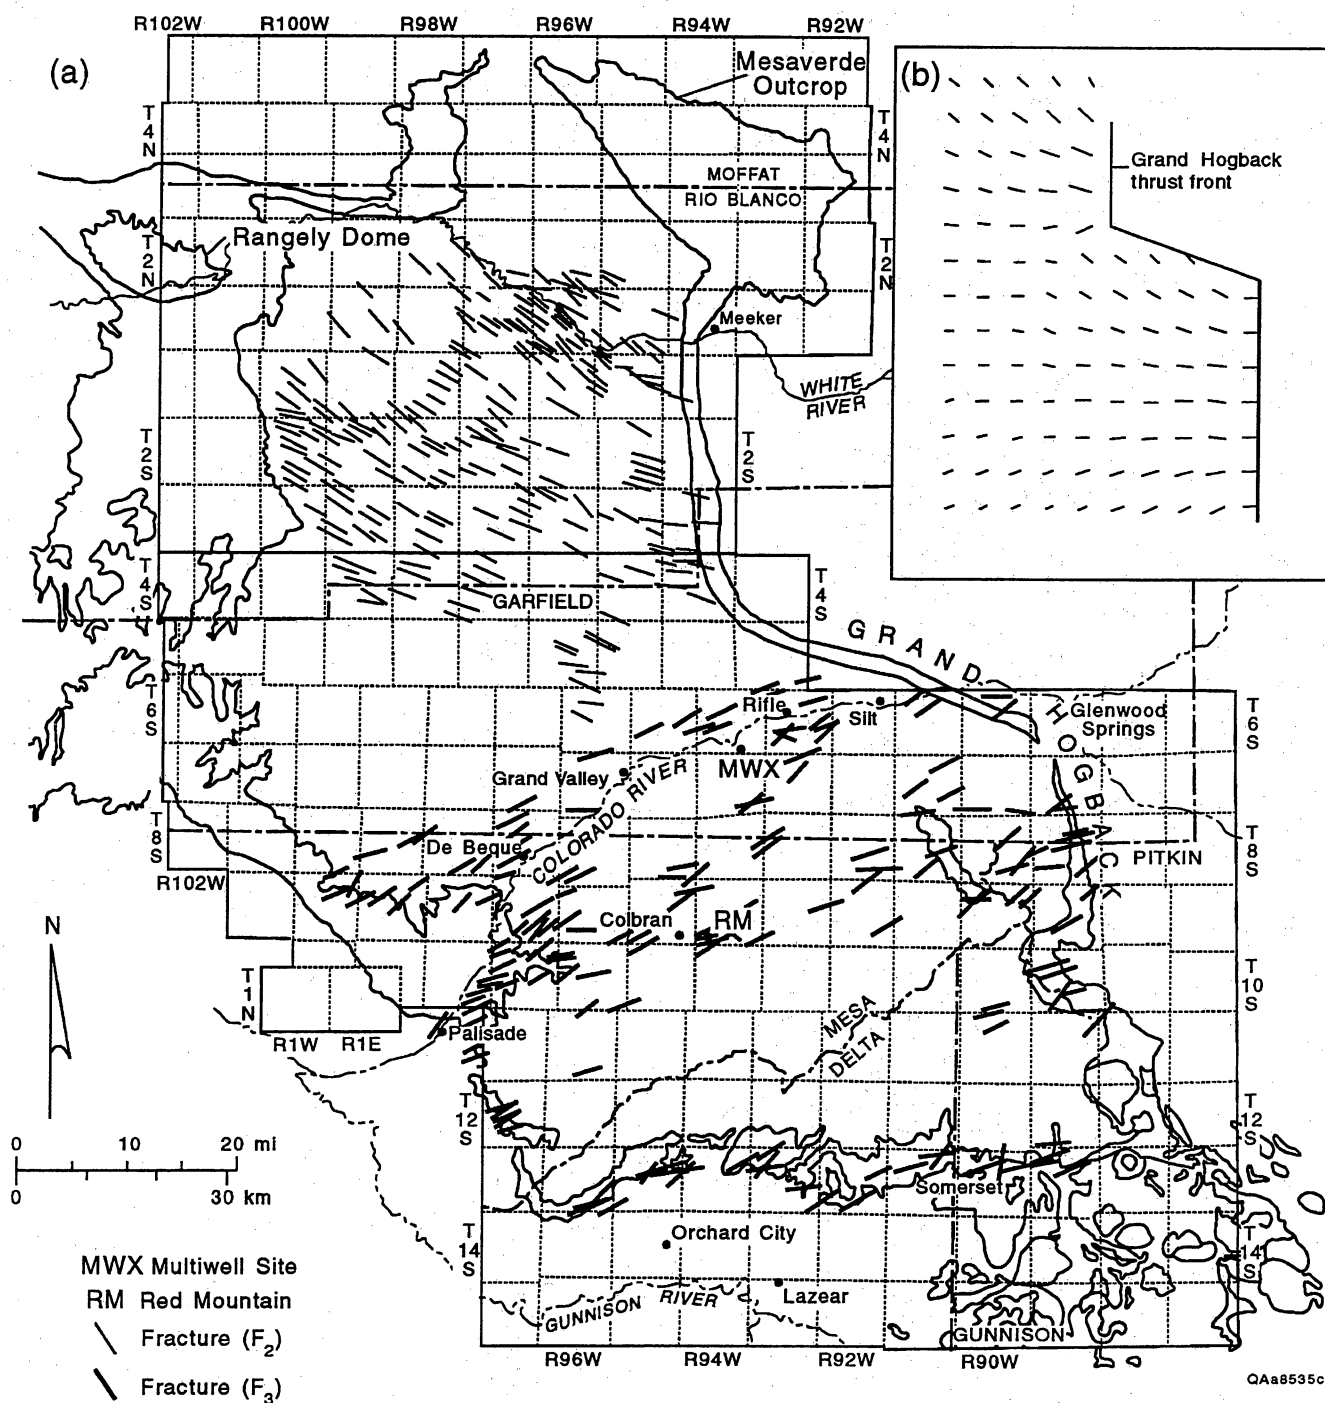 R102W R100W R98W R96W R94W R92W
(a)
Mesaverde
Outcrop
(b)
T
4
N
T
4
N
Grand Hogback
thrust front
MOFFAT
RIO BLANCO
Rangely Dome
T
2
N
T
2
N
Meeker
WHITE
RIVER
T
2
S
T
2
S
T
4
S
T
4
S
GARFIELD
GRAND
HOGBACK
T
6
S
T
6
S
Rifle
Silt
Glenwood
Springs
MWX
Grand Valley
COLORADO RIVER
T
8
S
T
8
S
De Beque
PITKIN
R102W
N
Colbran
RM
T
1
N
T
10
S
MESA
DELTA
Palisade
R1W R1E
T
12
S
T
12
S
0 10 20 mi
0 30 km
Somerset
Orchard City
T
14
S
T
14
S
MWX Multiwell Site
RM Red Mountain
Fracture (F2)
Fracture (F3)
Lazear
GUNNISON RIVER
GUNNISON
R96W R94W R92W R90W
QAa8535c